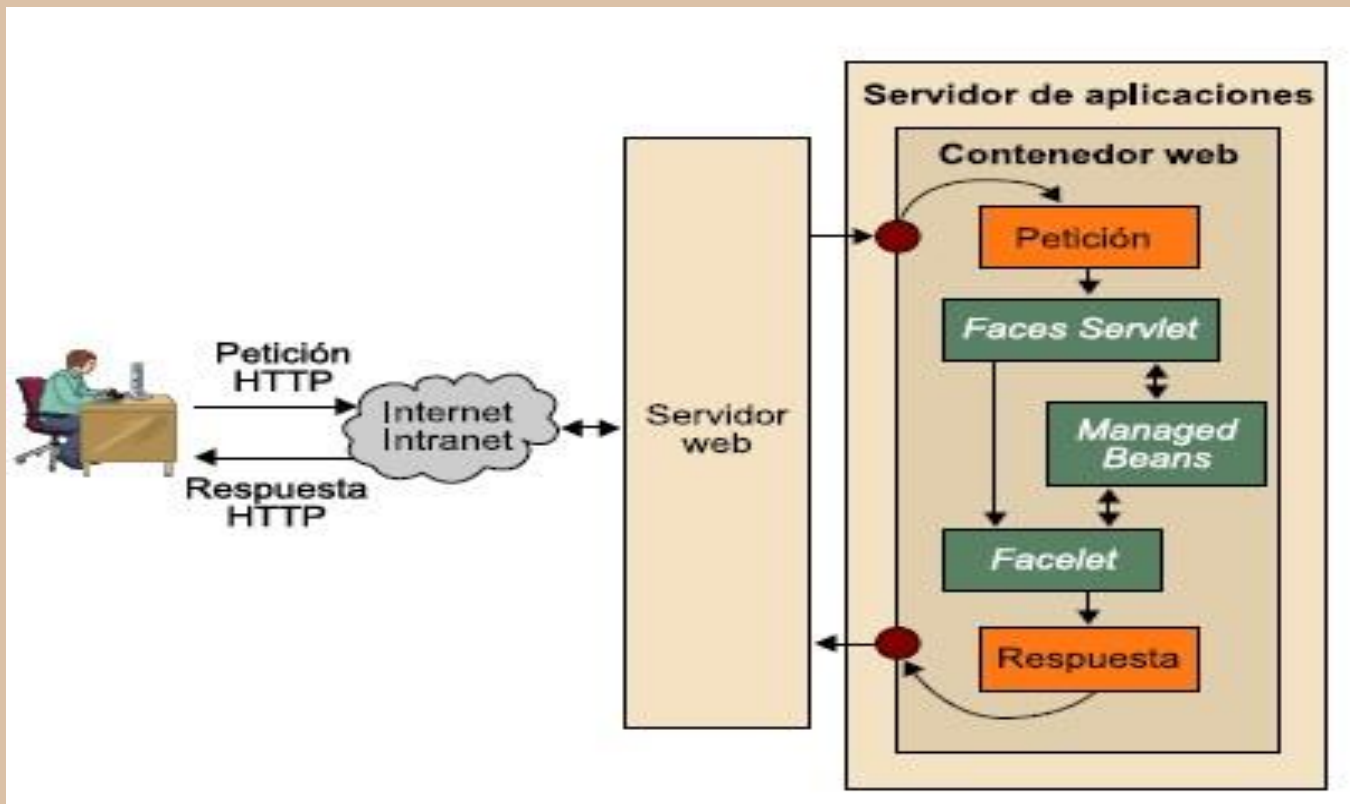 Servidor de aplicaciones
Contenedor web
Petición
Faces Servlet
Managed
Beans
Facelet
Respuesta
Servidor
web
Petición
HTTP
Internet
Intranet
Respuesta
HTTP